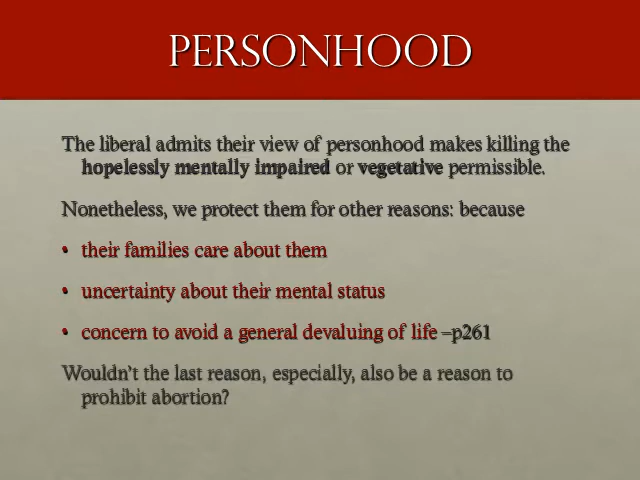 PERSONHOOD
The liberal admits their view of personhood makes killing the
hopelessly mentally impaired or vegetative permissible.
Nonetheless, we protect them for other reasons: because
• their families care about them
• uncertainty about their mental status
• concern to avoid a general devaluing of life –p261
Wouldn't the last reason, especially, also be a reason to
prohibit abortion?